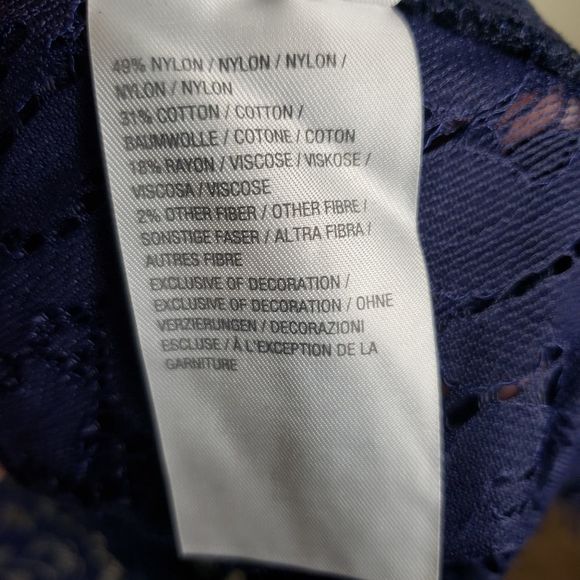 49% NYLON / NYLON / NYLON /
NYLON / NYLON
31% COTTON / COTTON /
BAUMWOLLE / COTONE / COTON
18% RAYON / VISCOSE / VISKOSE /
VISCOSA / VISCOSE
2% OTHER FIBER / OTHER FIBRE /
SONSTIGE FASER / ALTRA FIBRA /
AUTRES FIBRE
EXCLUSIVE OF DECORATION /
EXCLUSIVE OF DECORATION / OHNE
VERZIERUNGEN / DECORAZIONI
ESCLUSE / À L'EXCEPTION DE LA
GARNITURE